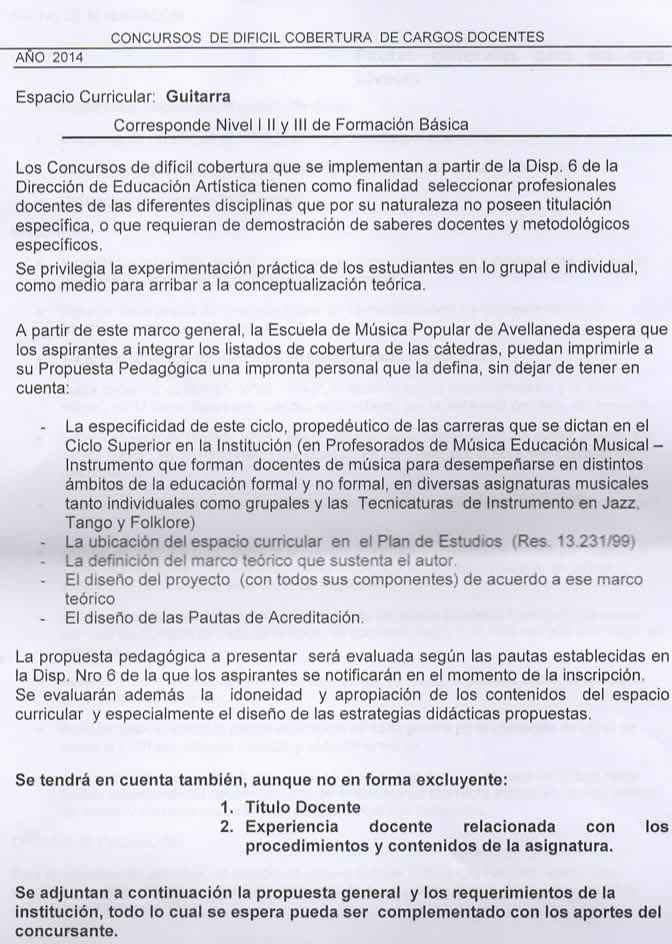 CONCURSOS DE DIFICIL COBERTURA DE CARGOS DOCENTES
AÑO 2014
Espacio Curricular: Guitarra
Corresponde Nivel I II y III de Formación Básica
Los Concursos de difícil cobertura que se implementan a partir de la Disp. 6 de la
Dirección de Educación Artística tienen como finalidad seleccionar profesionales
docentes de las diferentes disciplinas que por su naturaleza no poseen titulación
específica, o que requieran de demostración de saberes docentes y metodológicos
específicos.
Se privilegia la experimentación práctica de los estudiantes en lo grupal e individual,
como medio para arribar a la conceptualización teórica.
A partir de este marco general, la Escuela de Música Popular de Avellaneda espera que
los aspirantes a integrar los listados de cobertura de las cátedras, puedan imprimirle a
su Propuesta Pedagógica una impronta personal que la defina, sin dejar de tener en
cuenta:
- La especificidad de este ciclo, propedéutico de las carreras que se dictan en el
Ciclo Superior en la Institución (en Profesorados de Música Educación Musical –
Instrumento que forman docentes de música para desempeñarse en distintos
ámbitos de la educación formal y no formal, en diversas asignaturas musicales
tanto individuales como grupales y las Tecnicaturas de Instrumento en Jazz,
Tango y Folklore)
- La ubicación del espacio curricular en el Plan de Estudios (Res. 13.231/99)
- La definición del marco teórico que sustenta el autor.
- El diseño del proyecto (con todos sus componentes) de acuerdo a ese marco
teórico
- El diseño de las Pautas de Acreditación.
La propuesta pedagógica a presentar será evaluada según las pautas establecidas en
la Disp. Nro 6 de la que los aspirantes se notificarán en el momento de la inscripción.
Se evaluarán además la idoneidad y apropiación de los contenidos del espacio
curricular y especialmente el diseño de las estrategias didácticas propuestas.
Se tendrá en cuenta también, aunque no en forma excluyente:
1. Titulo Docente
2. Experiencia docente relacionada con los
procedimientos y contenidos de la asignatura.
Se adjuntan a continuación la propuesta general y los requerimientos de la
institución, todo lo cual se espera pueda ser complementado con los aportes del
concursante.